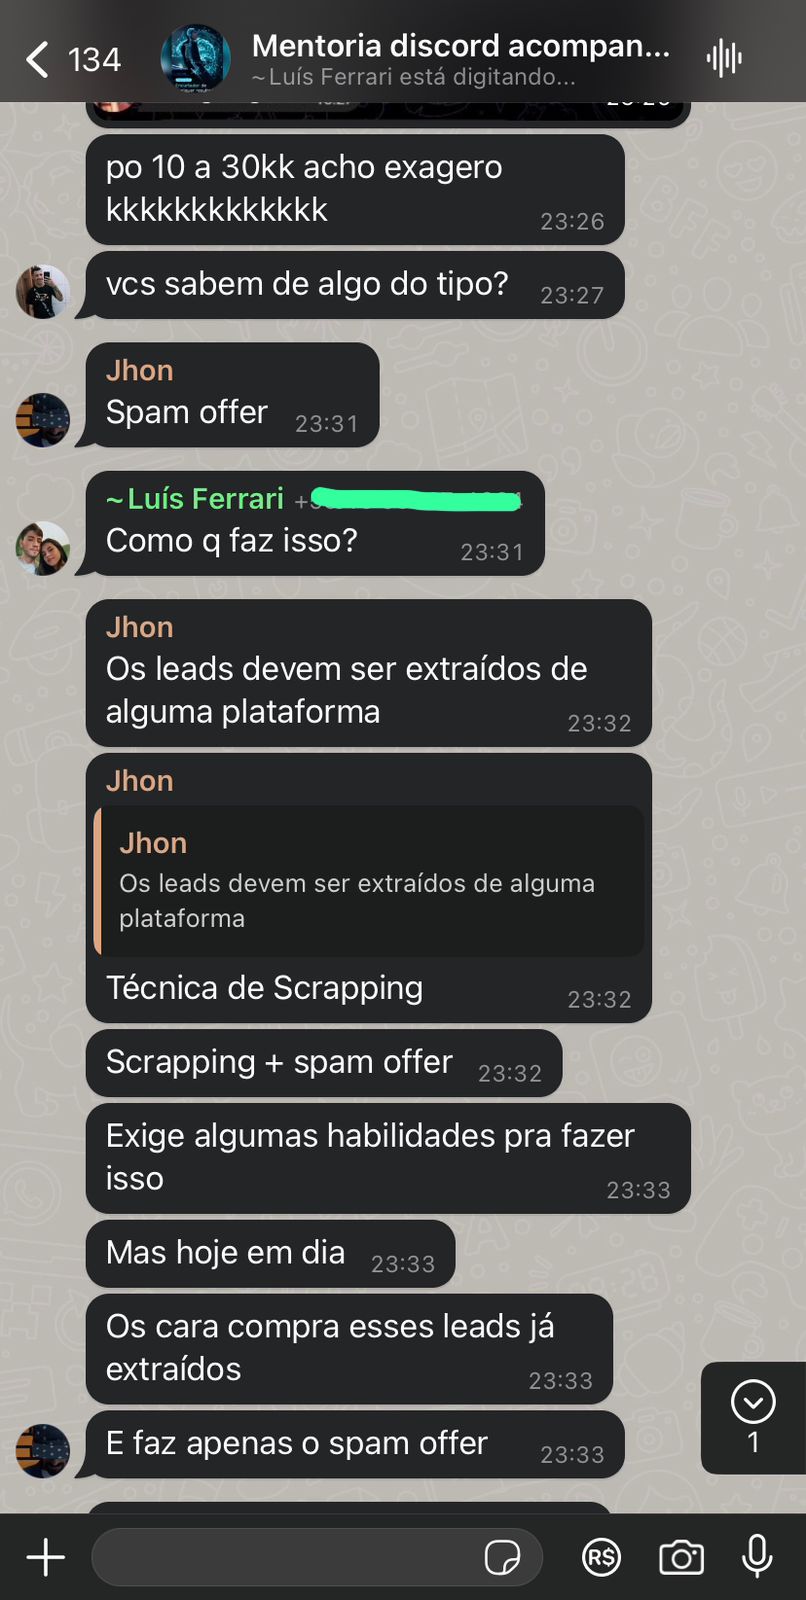 134
Mentoria discord acompan...
~Luís Ferrari está digitando...
po 10 a 30kk acho exagero
kkkkkkkkkkkkk
23:26
vcs sabem de algo do tipo?
23:27
Jhon
Spam offer
23:31
~Luís Ferrari
Como q faz isso?
23:31
Jhon
Os leads devem ser extraídos de
alguma plataforma
23:32
Jhon
Jhon
Os leads devem ser extraídos de alguma
plataforma
Técnica de Scrapping
23:32
Scrapping + spam offer
23:32
Exige algumas habilidades pra fazer
isso
23:33
Mas hoje em dia
23:33
Os cara compra esses leads já
extraídos
23:33
E faz apenas o spam offer
23:33
1
R$